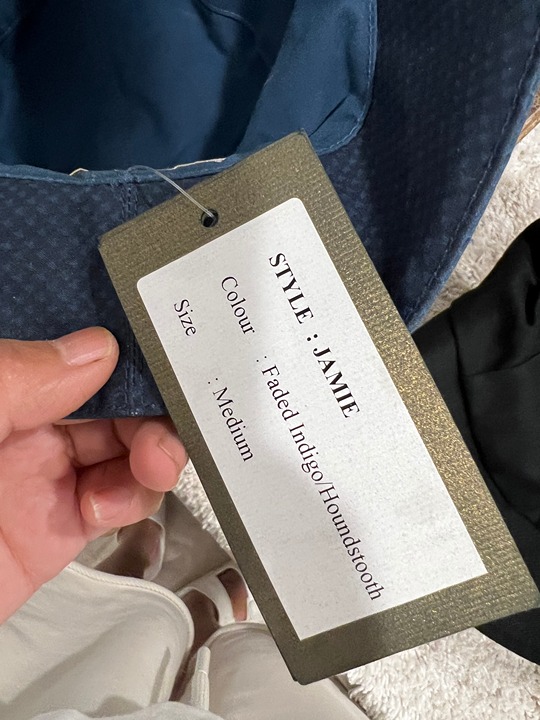 STYLE : JAMIE
Colour : Faded Indigo/Houndstooth
Size : Medium